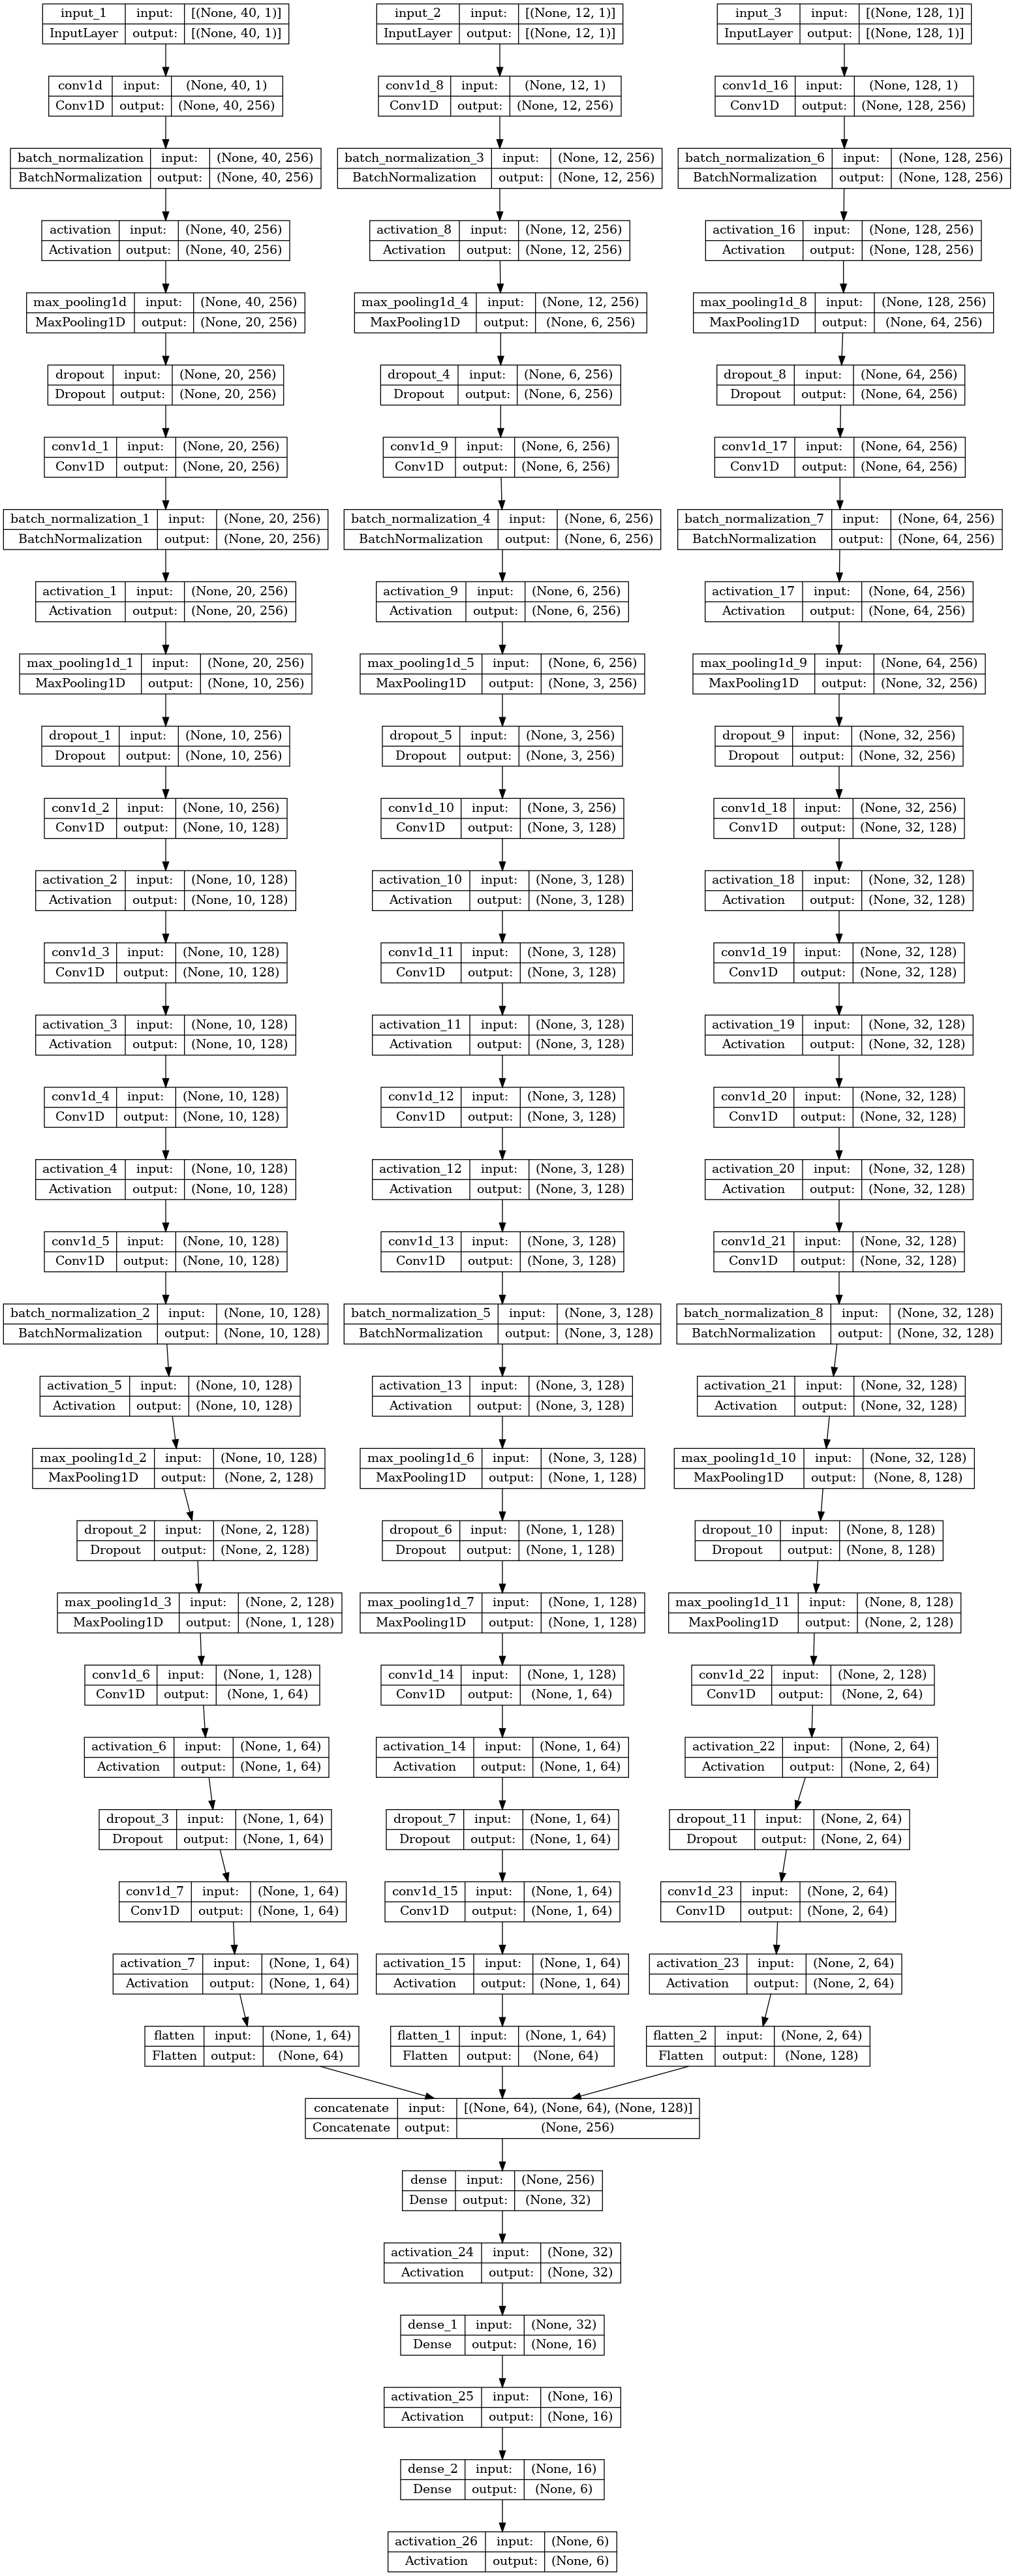 input_1 input: [(None, 40, 1)]
InputLayer output: [(None, 40, 1)]
conv1d input: (None, 40, 1)
Conv1D output: (None, 40, 256)
batch_normalization input: (None, 40, 256)
BatchNormalization output: (None, 40, 256)
activation input: (None, 40, 256)
Activation output: (None, 40, 256)
max_pooling1d input: (None, 40, 256)
MaxPooling1D output: (None, 20, 256)
dropout input: (None, 20, 256)
Dropout output: (None, 20, 256)
conv1d_1 input: (None, 20, 256)
Conv1D output: (None, 20, 256)
batch_normalization_1 input: (None, 20, 256)
BatchNormalization output: (None, 20, 256)
activation_1 input: (None, 20, 256)
Activation output: (None, 20, 256)
max_pooling1d_1 input: (None, 20, 256)
MaxPooling1D output: (None, 10, 256)
dropout_1 input: (None, 10, 256)
Dropout output: (None, 10, 256)
conv1d_2 input: (None, 10, 256)
Conv1D output: (None, 10, 128)
activation_2 input: (None, 10, 128)
Activation output: (None, 10, 128)
conv1d_3 input: (None, 10, 128)
Conv1D output: (None, 10, 128)
activation_3 input: (None, 10, 128)
Activation output: (None, 10, 128)
conv1d_4 input: (None, 10, 128)
Conv1D output: (None, 10, 128)
activation_4 input: (None, 10, 128)
Activation output: (None, 10, 128)
conv1d_5 input: (None, 10, 128)
Conv1D output: (None, 10, 128)
batch_normalization_2 input: (None, 10, 128)
BatchNormalization output: (None, 10, 128)
activation_5 input: (None, 10, 128)
Activation output: (None, 10, 128)
max_pooling1d_2 input: (None, 10, 128)
MaxPooling1D output: (None, 2, 128)
dropout_2 input: (None, 2, 128)
Dropout output: (None, 2, 128)
max_pooling1d_3 input: (None, 2, 128)
MaxPooling1D output: (None, 1, 128)
conv1d_6 input: (None, 1, 128)
Conv1D output: (None, 1, 64)
activation_6 input: (None, 1, 64)
Activation output: (None, 1, 64)
dropout_3 input: (None, 1, 64)
Dropout output: (None, 1, 64)
conv1d_7 input: (None, 1, 64)
Conv1D output: (None, 1, 64)
activation_7 input: (None, 1, 64)
Activation output: (None, 1, 64)
flatten input: (None, 1, 64)
Flatten output: (None, 64)
input_2 input: [(None, 12, 1)]
InputLayer output: [(None, 12, 1)]
conv1d_8 input: (None, 12, 1)
Conv1D output: (None, 12, 256)
batch_normalization_3 input: (None, 12, 256)
BatchNormalization output: (None, 12, 256)
activation_8 input: (None, 12, 256)
Activation output: (None, 12, 256)
max_pooling1d_4 input: (None, 12, 256)
MaxPooling1D output: (None, 6, 256)
dropout_4 input: (None, 6, 256)
Dropout output: (None, 6, 256)
conv1d_9 input: (None, 6, 256)
Conv1D output: (None, 6, 256)
batch_normalization_4 input: (None, 6, 256)
BatchNormalization output: (None, 6, 256)
activation_9 input: (None, 6, 256)
Activation output: (None, 6, 256)
max_pooling1d_5 input: (None, 6, 256)
MaxPooling1D output: (None, 3, 256)
dropout_5 input: (None, 3, 256)
Dropout output: (None, 3, 256)
conv1d_10 input: (None, 3, 256)
Conv1D output: (None, 3, 128)
activation_10 input: (None, 3, 128)
Activation output: (None, 3, 128)
conv1d_11 input: (None, 3, 128)
Conv1D output: (None, 3, 128)
activation_11 input: (None, 3, 128)
Activation output: (None, 3, 128)
conv1d_12 input: (None, 3, 128)
Conv1D output: (None, 3, 128)
activation_12 input: (None, 3, 128)
Activation output: (None, 3, 128)
conv1d_13 input: (None, 3, 128)
Conv1D output: (None, 3, 128)
batch_normalization_5 input: (None, 3, 128)
BatchNormalization output: (None, 3, 128)
activation_13 input: (None, 3, 128)
Activation output: (None, 3, 128)
max_pooling1d_6 input: (None, 3, 128)
MaxPooling1D output: (None, 1, 128)
dropout_6 input: (None, 1, 128)
Dropout output: (None, 1, 128)
max_pooling1d_7 input: (None, 1, 128)
MaxPooling1D output: (None, 1, 128)
conv1d_14 input: (None, 1, 128)
Conv1D output: (None, 1, 64)
activation_14 input: (None, 1, 64)
Activation output: (None, 1, 64)
dropout_7 input: (None, 1, 64)
Dropout output: (None, 1, 64)
conv1d_15 input: (None, 1, 64)
Conv1D output: (None, 1, 64)
activation_15 input: (None, 1, 64)
Activation output: (None, 1, 64)
flatten_1 input: (None, 1, 64)
Flatten output: (None, 64)
input_3 input: [(None, 128, 1)]
InputLayer output: [(None, 128, 1)]
conv1d_16 input: (None, 128, 1)
Conv1D output: (None, 128, 256)
batch_normalization_6 input: (None, 128, 256)
BatchNormalization output: (None, 128, 256)
activation_16 input: (None, 128, 256)
Activation output: (None, 128, 256)
max_pooling1d_8 input: (None, 128, 256)
MaxPooling1D output: (None, 64, 256)
dropout_8 input: (None, 64, 256)
Dropout output: (None, 64, 256)
conv1d_17 input: (None, 64, 256)
Conv1D output: (None, 64, 256)
batch_normalization_7 input: (None, 64, 256)
BatchNormalization output: (None, 64, 256)
activation_17 input: (None, 64, 256)
Activation output: (None, 64, 256)
max_pooling1d_9 input: (None, 64, 256)
MaxPooling1D output: (None, 32, 256)
dropout_9 input: (None, 32, 256)
Dropout output: (None, 32, 256)
conv1d_18 input: (None, 32, 256)
Conv1D output: (None, 32, 128)
activation_18 input: (None, 32, 128)
Activation output: (None, 32, 128)
conv1d_19 input: (None, 32, 128)
Conv1D output: (None, 32, 128)
activation_19 input: (None, 32, 128)
Activation output: (None, 32, 128)
conv1d_20 input: (None, 32, 128)
Conv1D output: (None, 32, 128)
activation_20 input: (None, 32, 128)
Activation output: (None, 32, 128)
conv1d_21 input: (None, 32, 128)
Conv1D output: (None, 32, 128)
batch_normalization_8 input: (None, 32, 128)
BatchNormalization output: (None, 32, 128)
activation_21 input: (None, 32, 128)
Activation output: (None, 32, 128)
max_pooling1d_10 input: (None, 32, 128)
MaxPooling1D output: (None, 8, 128)
dropout_10 input: (None, 8, 128)
Dropout output: (None, 8, 128)
max_pooling1d_11 input: (None, 8, 128)
MaxPooling1D output: (None, 2, 128)
conv1d_22 input: (None, 2, 128)
Conv1D output: (None, 2, 64)
activation_22 input: (None, 2, 64)
Activation output: (None, 2, 64)
dropout_11 input: (None, 2, 64)
Dropout output: (None, 2, 64)
conv1d_23 input: (None, 2, 64)
Conv1D output: (None, 2, 64)
activation_23 input: (None, 2, 64)
Activation output: (None, 2, 64)
flatten_2 input: (None, 2, 64)
Flatten output: (None, 128)
concatenate input: [(None, 64), (None, 64), (None, 128)]
Concatenate output: (None, 256)
dense input: (None, 256)
Dense output: (None, 32)
activation_24 input: (None, 32)
Activation output: (None, 32)
dense_1 input: (None, 32)
Dense output: (None, 16)
activation_25 input: (None, 16)
Activation output: (None, 16)
dense_2 input: (None, 16)
Dense output: (None, 6)
activation_26 input: (None, 6)
Activation output: (None, 6)